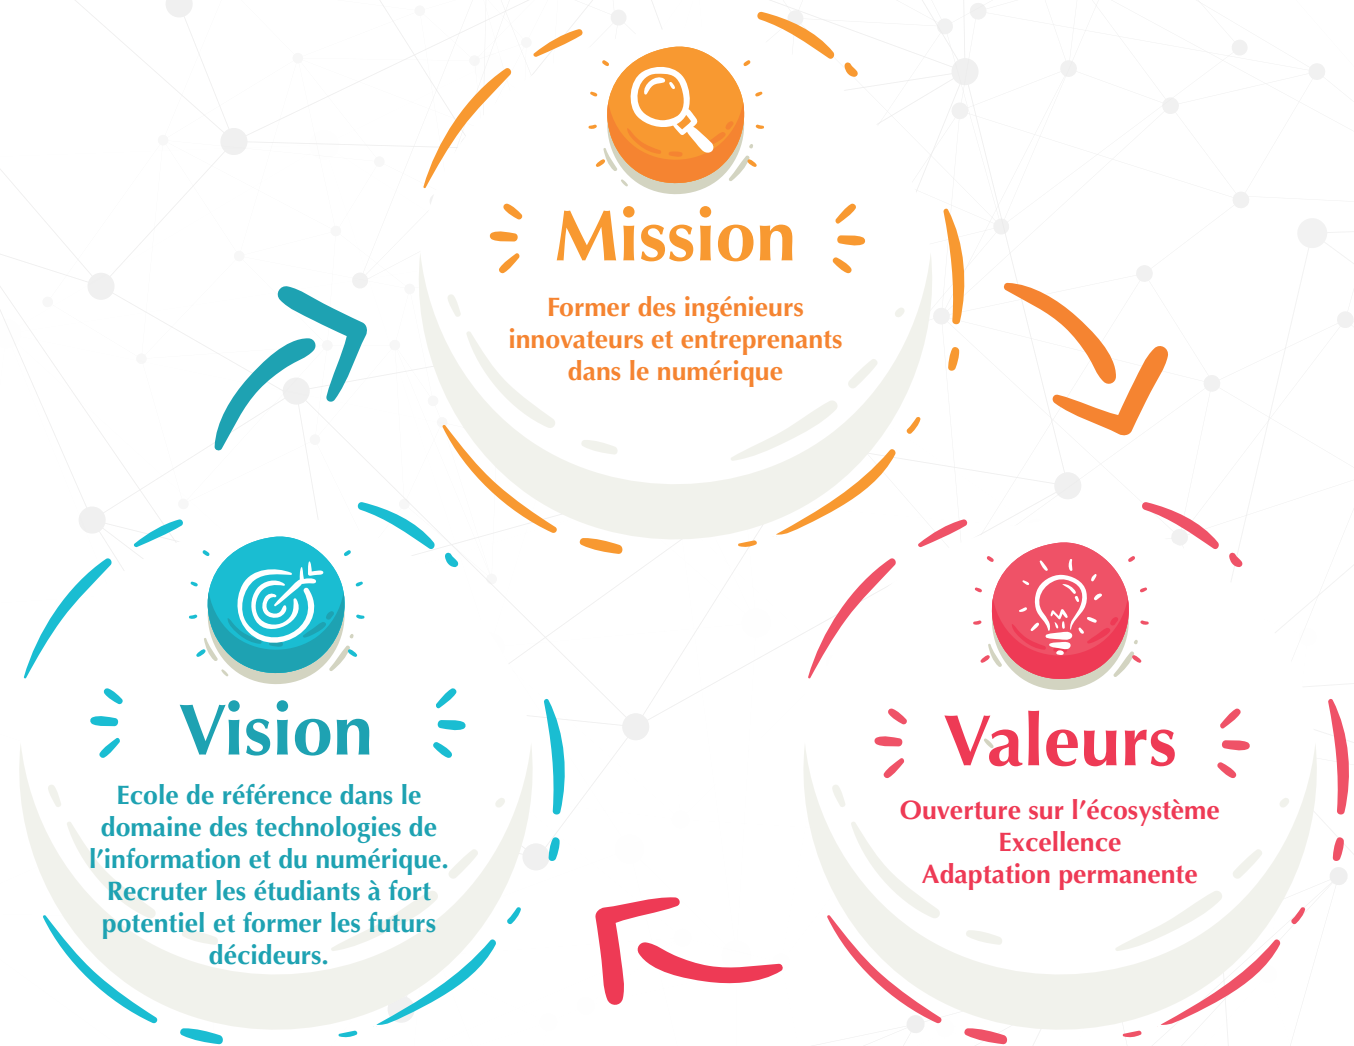 Mission
Former des ingénieurs
innovateurs et entreprenants
dans le numérique
Vision
Ecole de référence dans le
domaine des technologies de
l'information et du numérique.
Recruter les étudiants à fort
potentiel et former les futurs
décideurs.
Valeurs
Ouverture sur l'écosystème
Excellence
Adaptation permanente